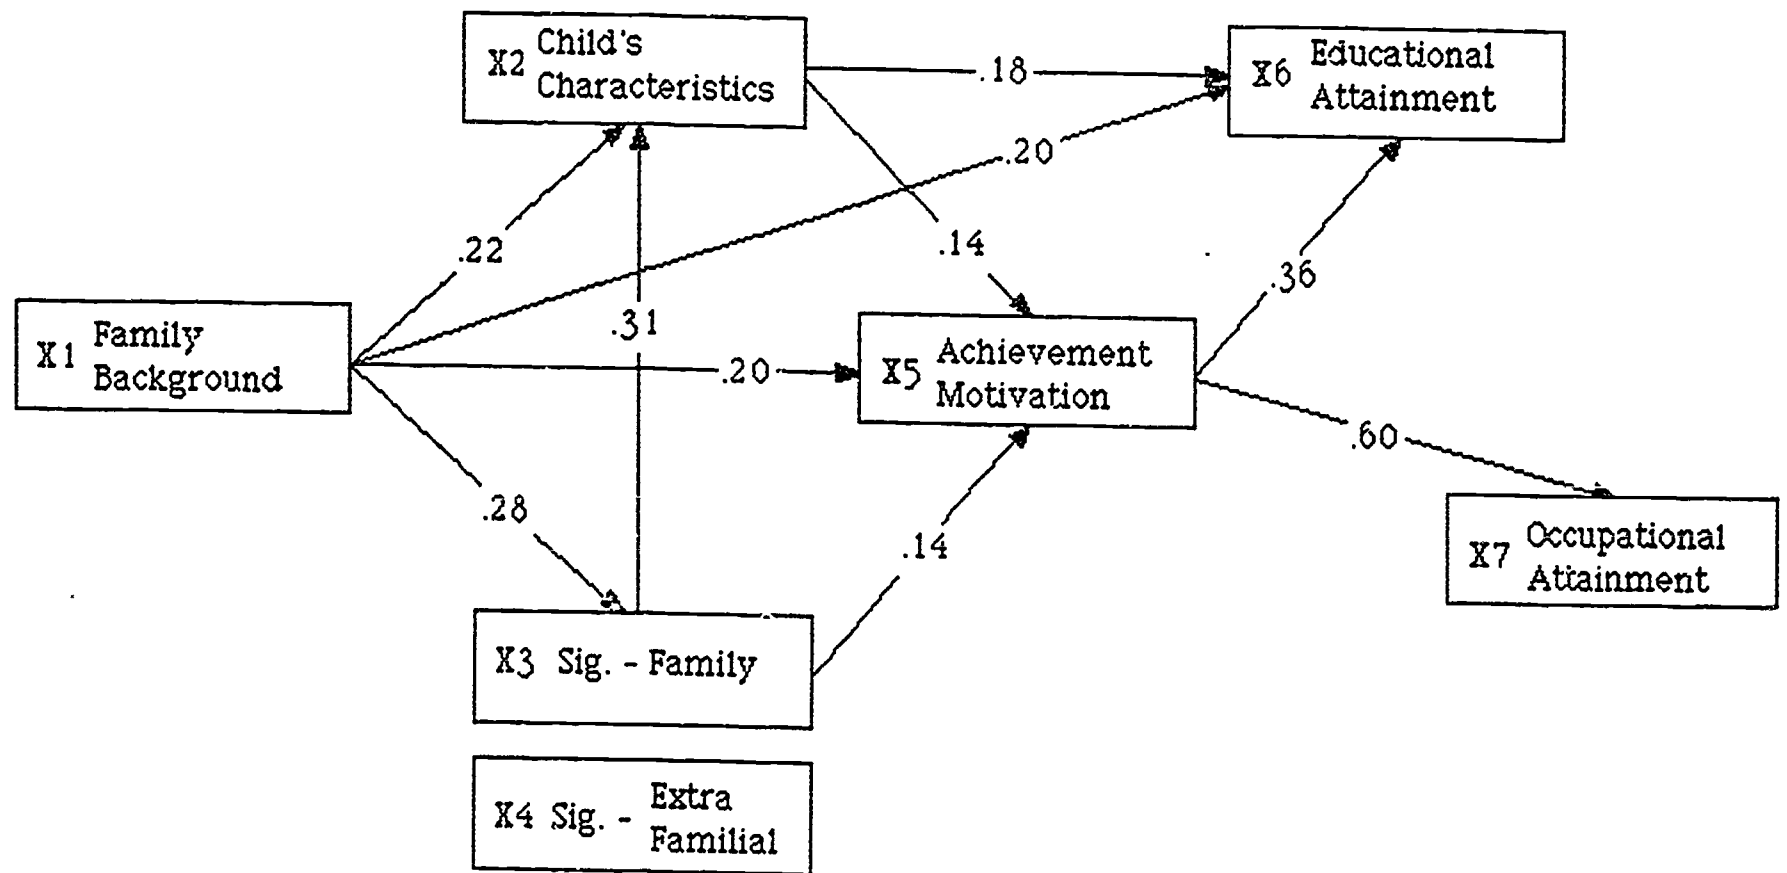 X2 Child's
Characteristics
.18
X6 Educational
Attainment
.20
.22
.14
.36
.31
X1 Family
Background
.20
X5 Achievement
Motivation
.60
.28
.14
X7 Occupational
Attainment
X3 Sig. - Family
X4 Sig. - Extra
Familial